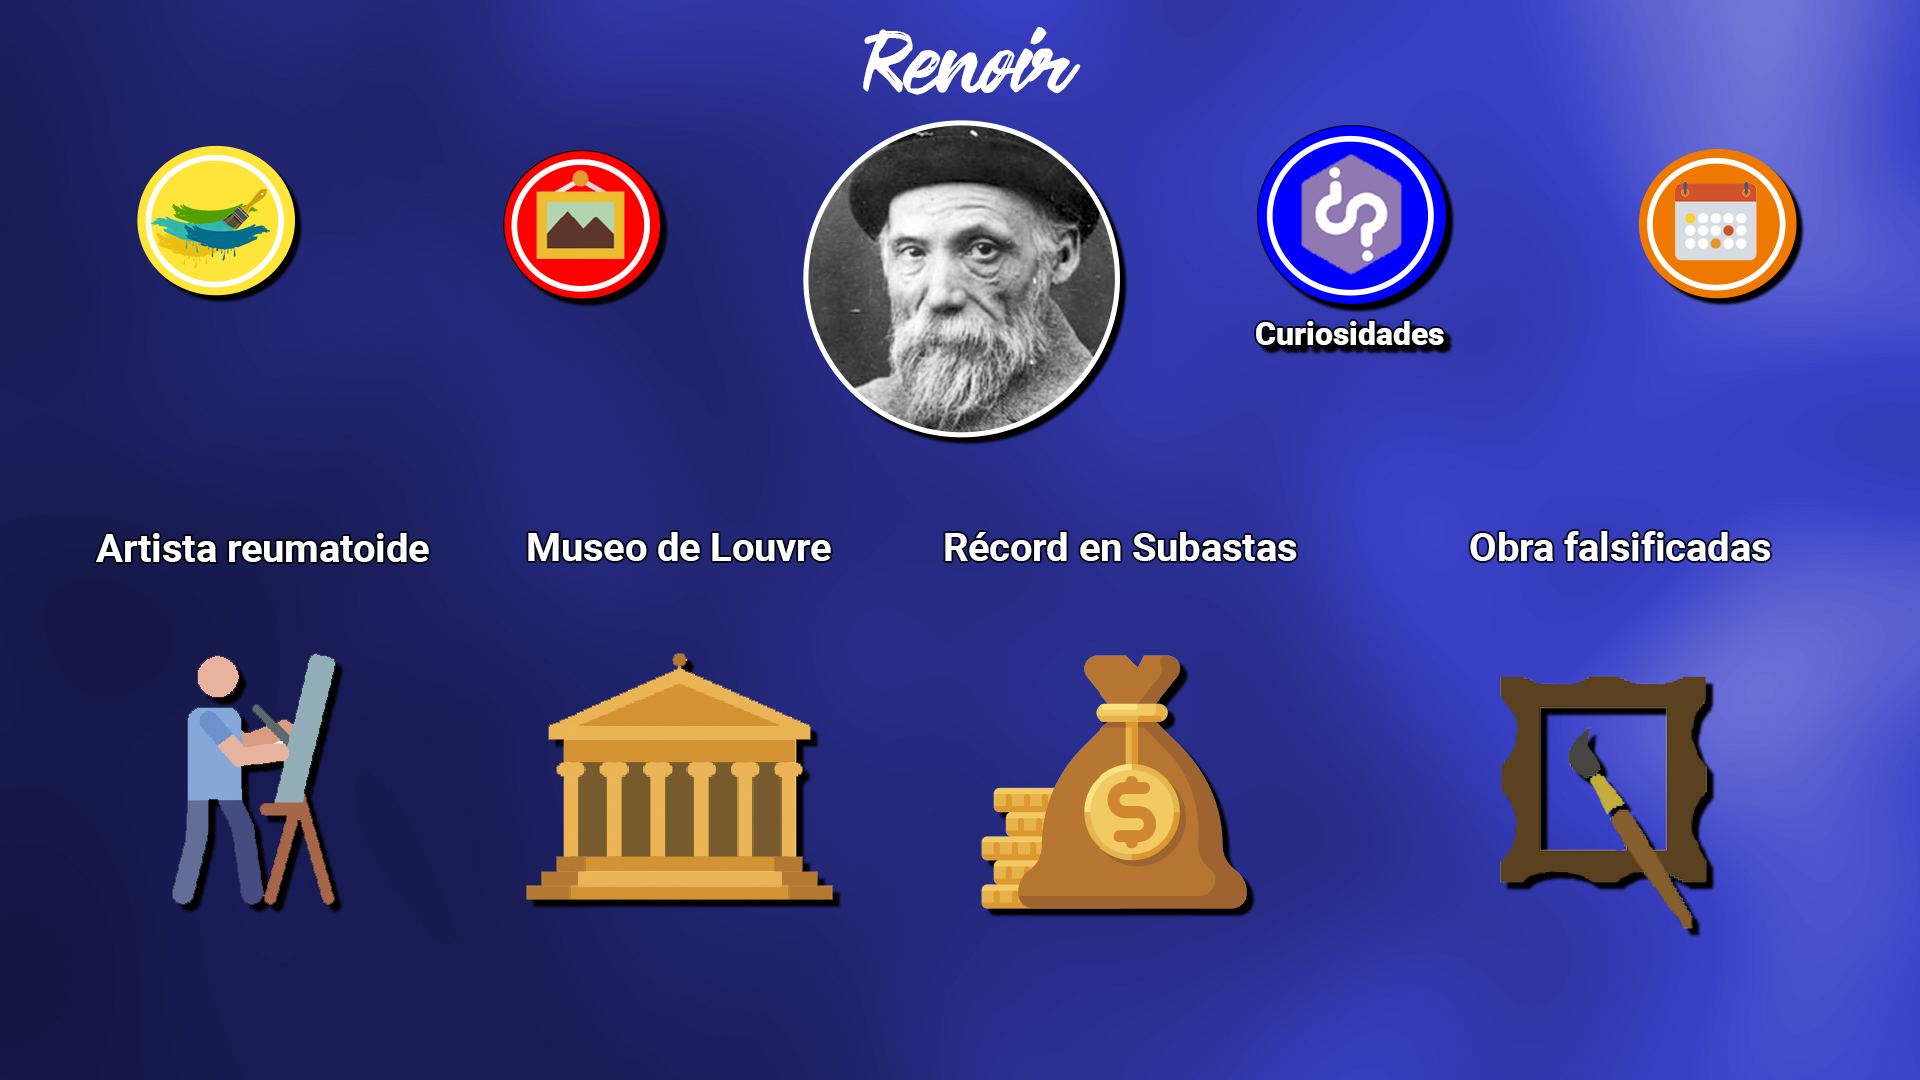 Renoir
Curiosidades
Artista reumatoide
Museo de Louvre
Récord en Subastas
Obra falsificadas